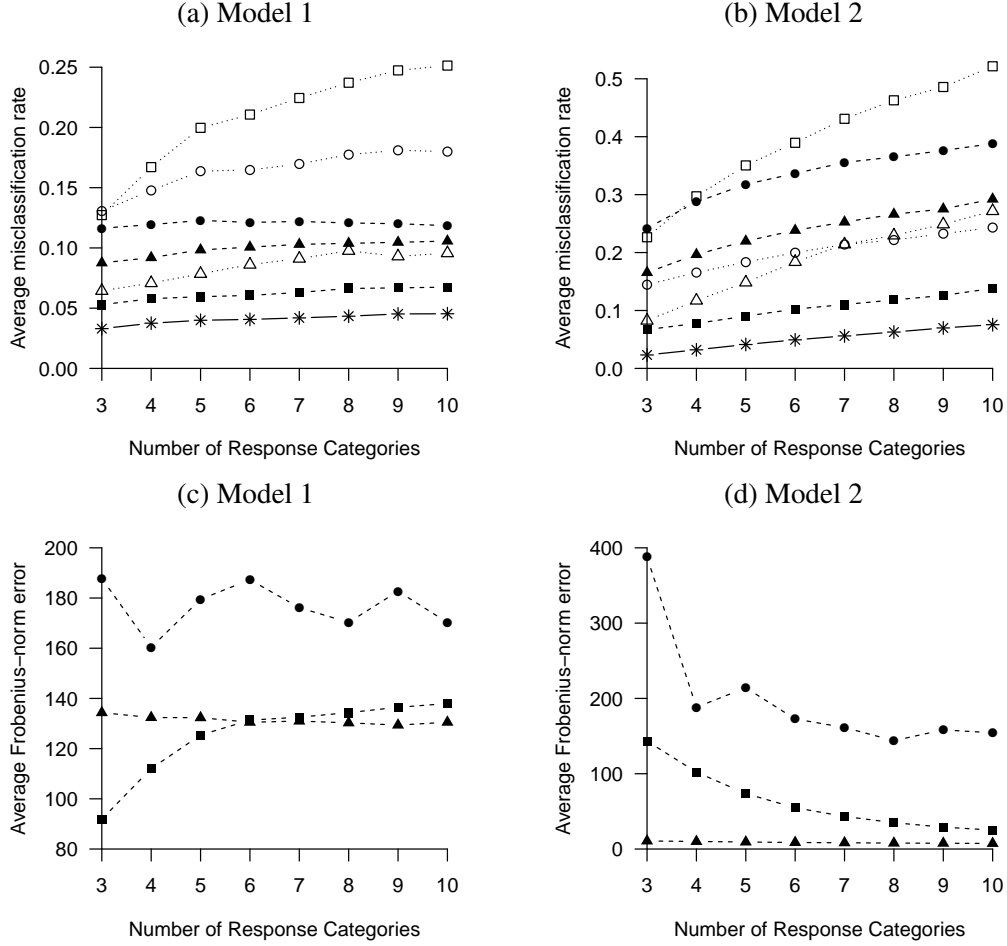 (a) Model 1
Average misclassification rate
0.25
0.20
0.15
0.10
0.05
0.00
3 4 5 6 7 8 9 10
Number of Response Categories
(b) Model 2
Average misclassification rate
0.5
0.4
0.3
0.2
0.1
0.0
3 4 5 6 7 8 9 10
Number of Response Categories
(c) Model 1
Average Frobenius−norm error
200
180
160
140
120
100
80
3 4 5 6 7 8 9 10
Number of Response Categories
(d) Model 2
Average Frobenius−norm error
400
300
200
100
0
3 4 5 6 7 8 9 10
Number of Response Categories